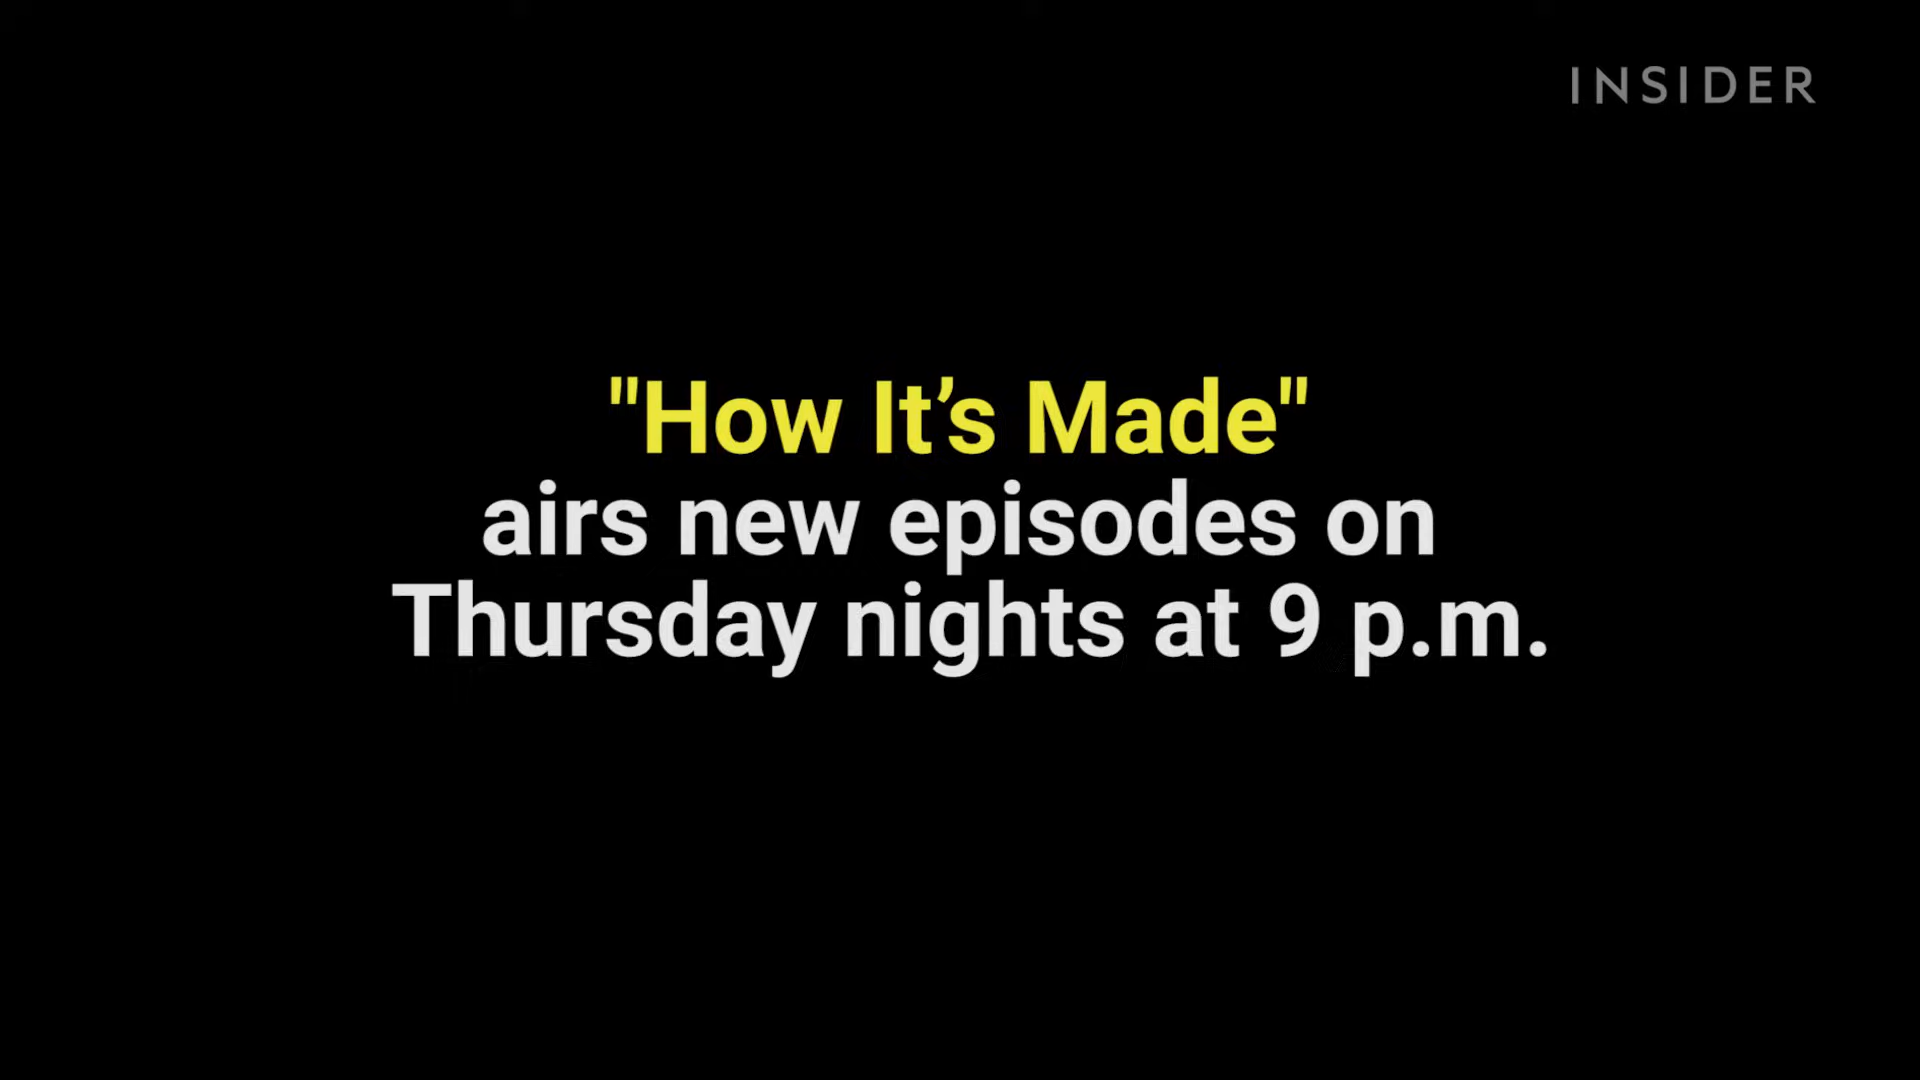 INSIDER
"How It’s Made"
airs new episodes on
Thursday nights at 9 p.m.